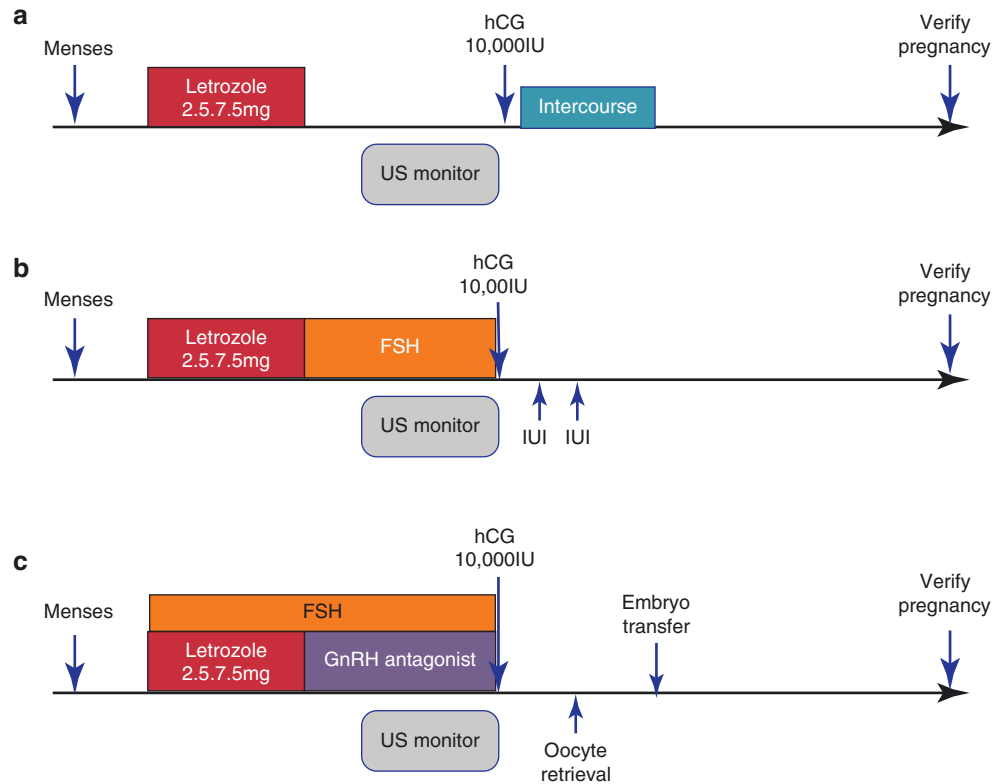 a
Menses
Letrozole
2.5.7.5mg
hCG
10,000IU
Intercourse
Verify
pregnancy
US monitor
b
Menses
Letrozole
2.5.7.5mg
FSH
hCG
10,00IU
Verify
pregnancy
US monitor
IUI
IUI
c
Menses
FSH
Letrozole
2.5.7.5mg
GnRH antagonist
hCG
10,000IU
Embryo
transfer
Verify
pregnancy
US monitor
Oocyte
retrieval